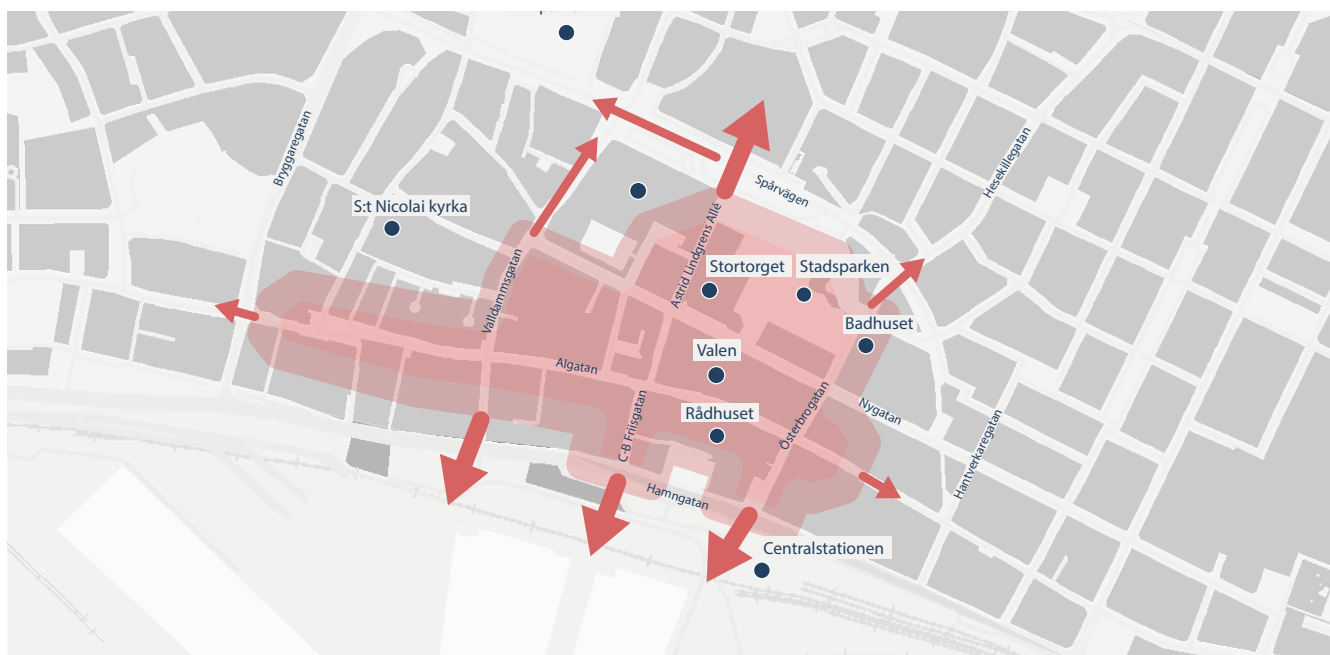 Bryggaregatan
S:t Nicolai kyrka
Spårvägen
Hesekillegatan
Astrid Lindgrens Allé
Stortorget
Stadsparken
Valldammsgatan
Badhuset
Valen
Algatan
Rådhuset
Österbrogatan
Nygatan
C-B Friisgatan
Hantverkaregatan
Hamngatan
Centralstationen